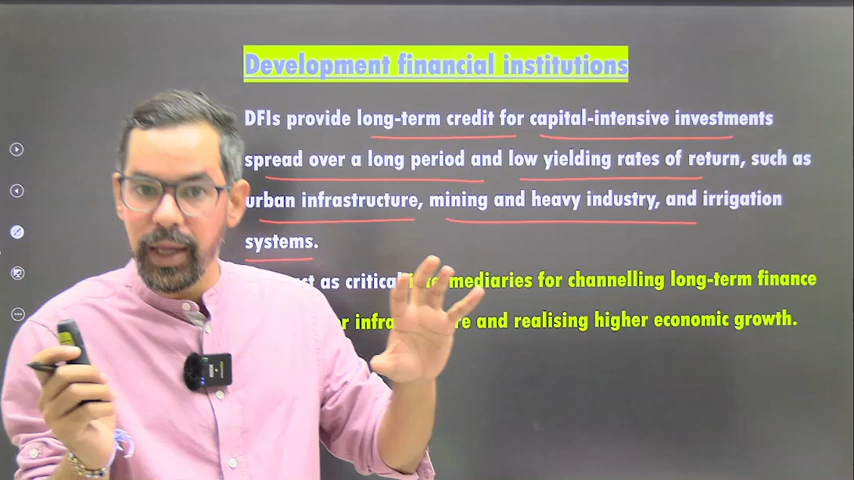 Development financial institutions
DFIs provide long-term credit for capital-intensive investments
spread over a long period and low yielding rates of return, such as
urban infrastructure, mining and heavy industry, and irrigation
systems.
as critical for channelling long-term finance
and realising higher economic growth.